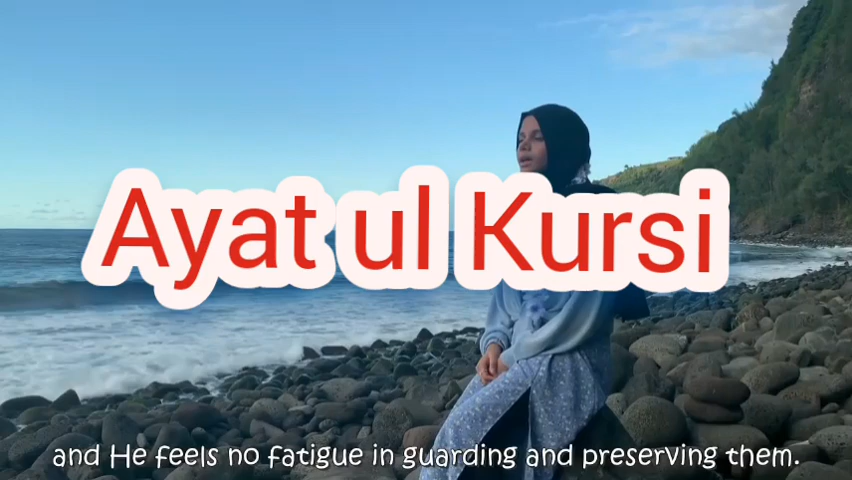 Ayat ul Kursi
and He feels no fatigue in guarding and preserving them.